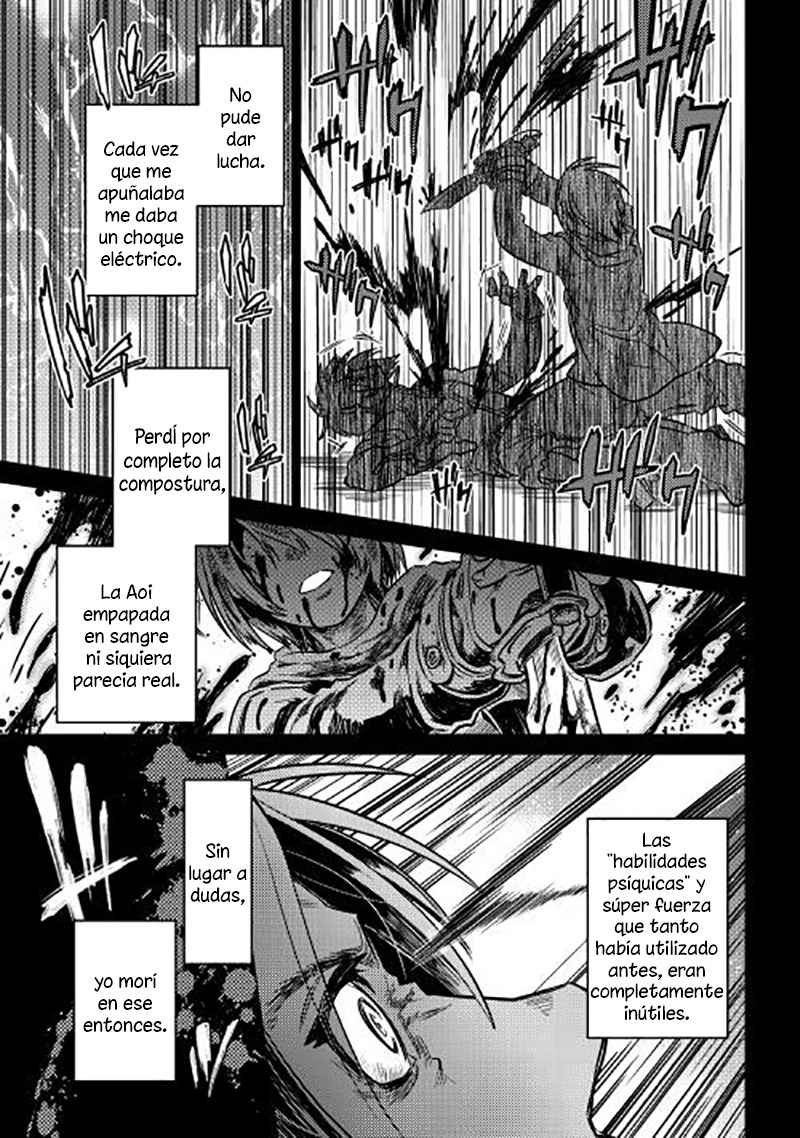 No
pude
dar
lucha.
Cada vez
que me
apuñalaba
me daba
un choque
eléctrico.
Perdí por
completo la
compostura,
La Aoi
empapada
en sangre
ni siquiera
parecia real.
Las
"habilidades
psíquicas" y
súper fuerza
que tanto
había utilizado
antes, eran
completamente
inútiles.
Sin
lugar a
dudas,
yo morí
en ese
entonces.